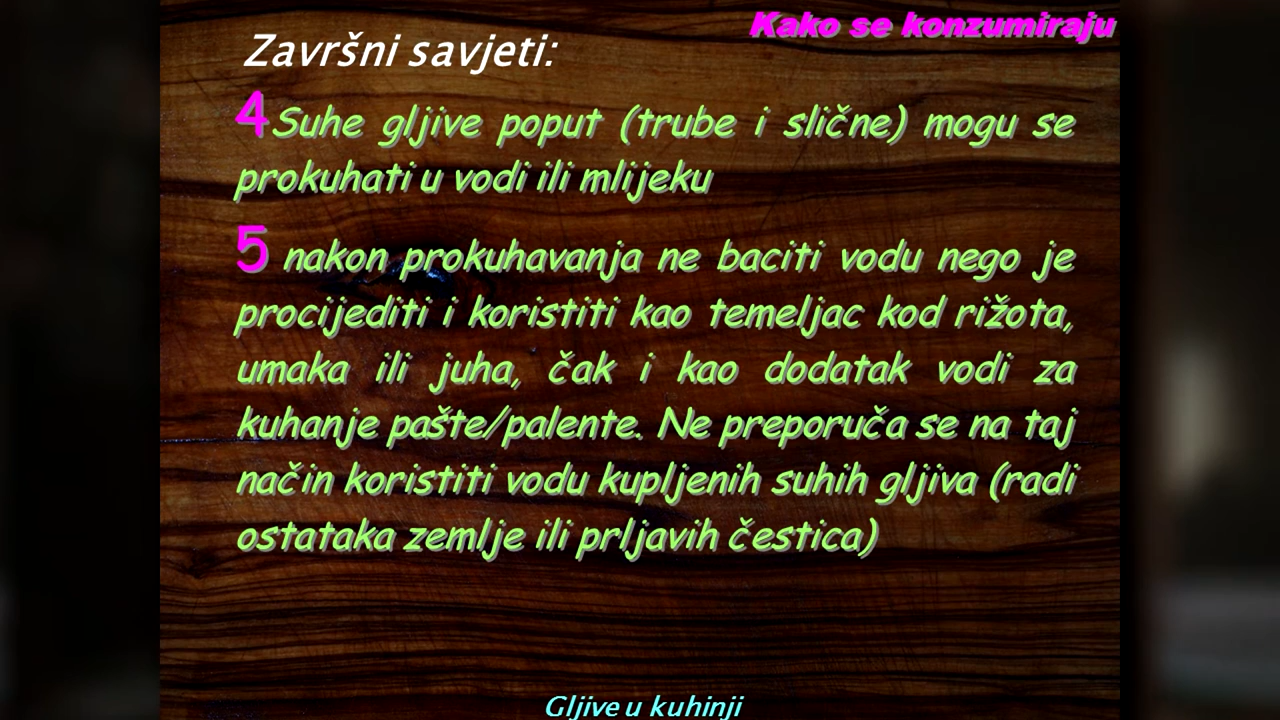 Kako se konzumiraju
Završni savjeti:
4Suhe gljive poput (trube i slične) mogu se
prokuhati u vodi ili mlijeku
5 nakon prokuhavanja ne baciti vodu nego je
procijediti i koristiti kao temeljac kod rižota,
umaka ili juha, čak i kao dodatak vodi za
kuhanje pašte/palente. Ne preporuča se na taj
način koristiti vodu kupljenih suhih gljiva (radi
ostataka zemlje ili prljavih čestica)
Gljive u kuhinji